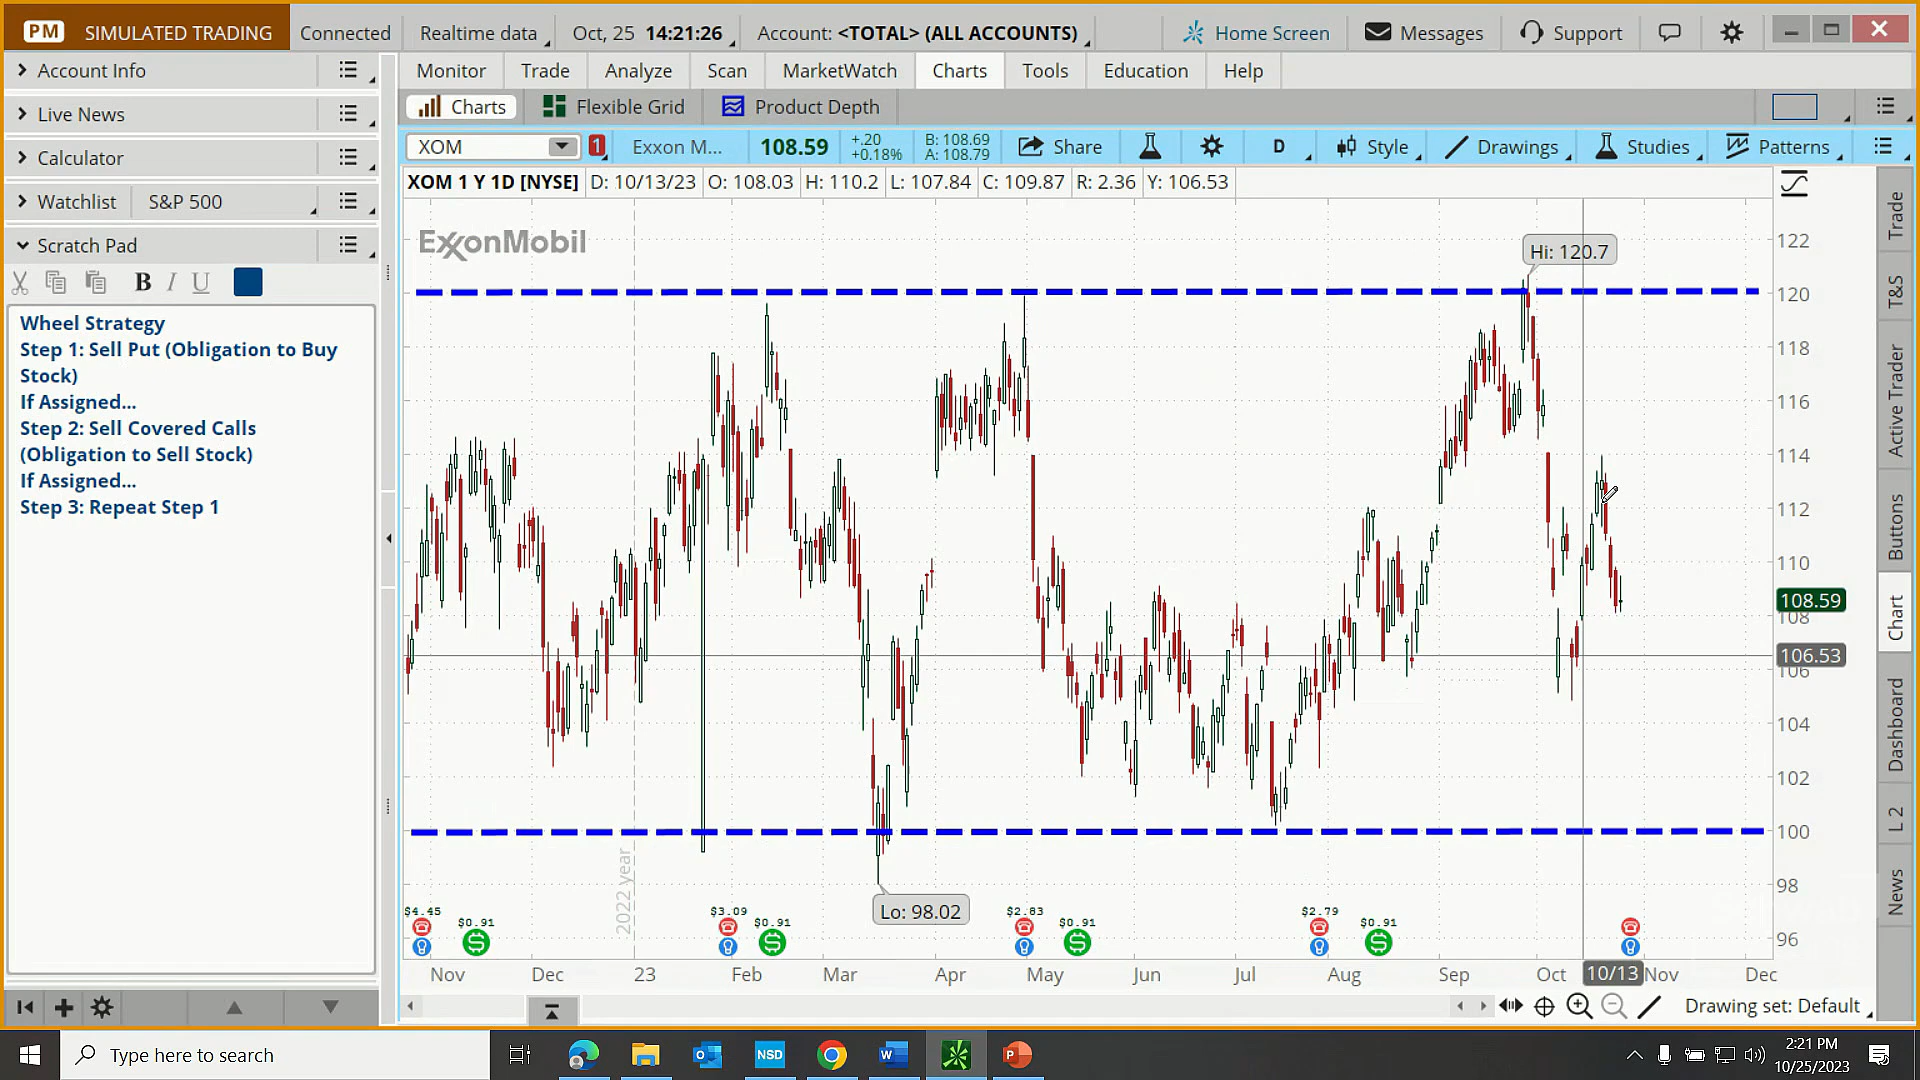 PM SIMULATED TRADING
Connected
Realtime data
Oct, 25 14:21:26
Account: <TOTAL> (ALL ACCOUNTS)
Home Screen
Messages
Support
Account Info
Live News
Calculator
Watchlist
S&P 500
Scratch Pad
B I U
Wheel Strategy
Step 1: Sell Put (Obligation to Buy
Stock)
If Assigned...
Step 2: Sell Covered Calls
(Obligation to Sell Stock)
If Assigned...
Step 3: Repeat Step 1
Monitor
Trade
Analyze
Scan
MarketWatch
Charts
Tools
Education
Help
Charts
Flexible Grid
Product Depth
XOM
1
Exxon M...
108.59
+.20
+0.18%
B: 108.69
A: 108.79
Share
D
Style
Drawings
Studies
Patterns
XOM 1 Y 1D [NYSE]
D: 10/13/23
O: 108.03
H: 110.2
L: 107.84
C: 109.87
R: 2.36
Y: 106.53
ExxonMobil
Hi: 120.7
Lo: 98.02
2022 year
122
120
118
116
114
112
110
108.59
108
106.53
106
104
102
100
98
96
$4.45
$0.91
$3.09
$0.91
$2.83
$0.91
$2.79
$0.91
Nov
Dec
23
Feb
Mar
Apr
May
Jun
Jul
Aug
Sep
Oct
10/13
Nov
Dec
Drawing set: Default
Trade
T&S
Active Trader
Buttons
Chart
Dashboard
L 2
News
Type here to search
NSD
2:21 PM
10/25/2023